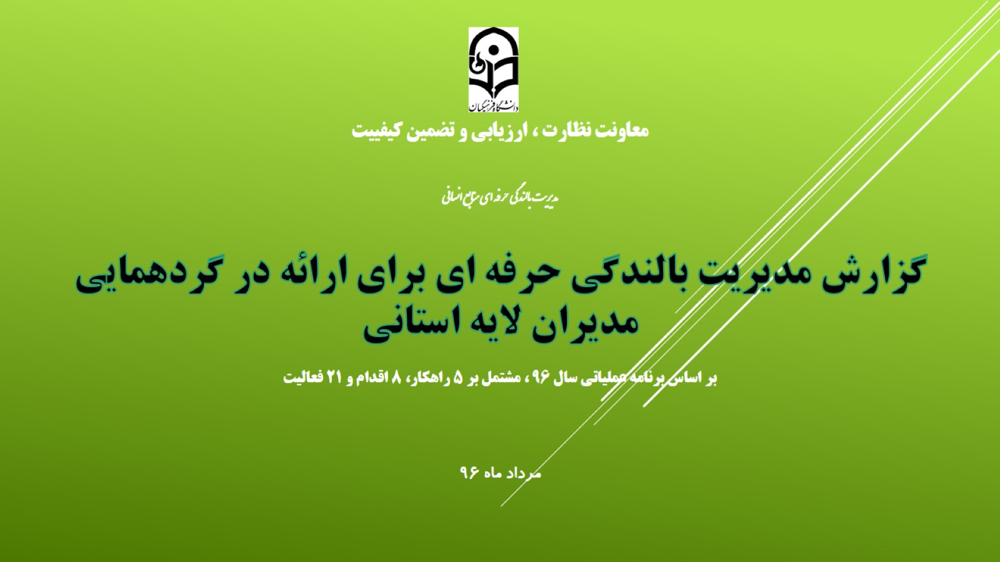 دانشگاه فرهنگیان
معاونت نظارت ، ارزیابی و تضمین کیفییت
مدیریت بالندگی حرفه ای منابع انسانی
گزارش مدیریت بالندگی حرفه ای برای ارائه در گردهمایی
مدیران لایه استانی
بر اساس برنامه عملیاتی سال ۹۶ ، مشتمل بر ۵ راهکار، ۸ اقدام و ۲۱ فعالیت
مرداد ماه ۹۶